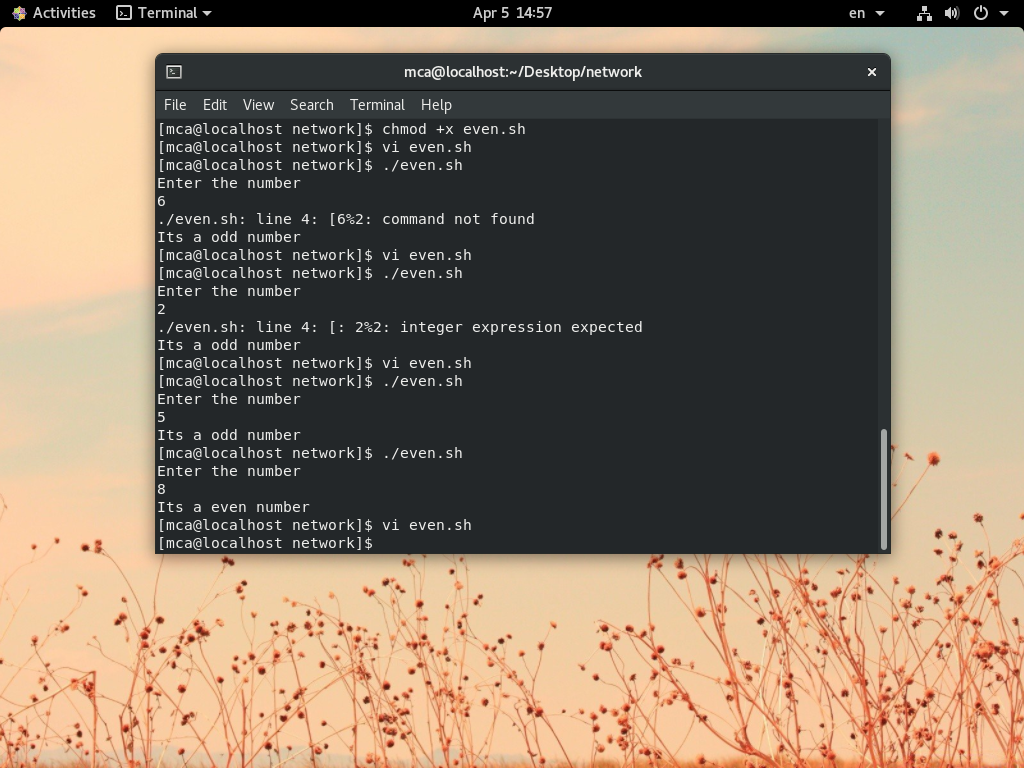 Activities Terminal Apr 5 14:57 en
mca@localhost:~/Desktop/network
File Edit View Search Terminal Help
[mca@localhost network]$ chmod +x even.sh
[mca@localhost network]$ vi even.sh
[mca@localhost network]$ ./even.sh
Enter the number
6
./even.sh: line 4: [6%2: command not found
Its a odd number
[mca@localhost network]$ vi even.sh
[mca@localhost network]$ ./even.sh
Enter the number
2
./even.sh: line 4: [: 2%2: integer expression expected
Its a odd number
[mca@localhost network]$ vi even.sh
[mca@localhost network]$ ./even.sh
Enter the number
5
Its a odd number
[mca@localhost network]$ ./even.sh
Enter the number
8
Its a even number
[mca@localhost network]$ vi even.sh
[mca@localhost network]$